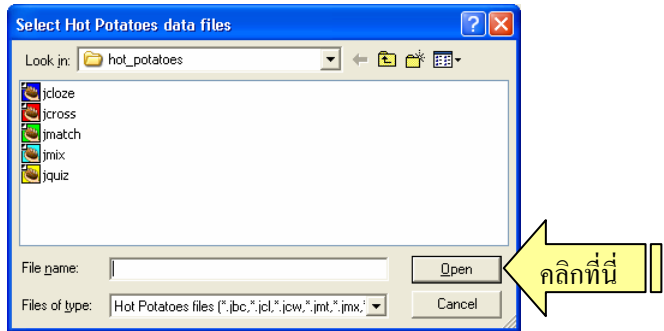 Select Hot Potatoes data files
Look in: hot_potatoes
jcloze
jcross
jmatch
jmix
jquiz
File name:
Open
คลิกที่นี่
Files of type: Hot Potatoes files (*.jbc,*.jcl,*.jcw,*.jmt,*.jmx,*
Cancel